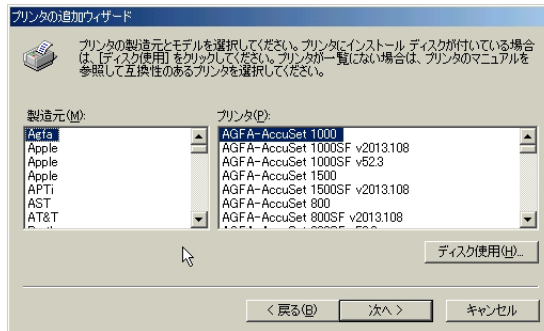 プリンタの追加ウィザード
プリンタの製造元とモデルを選択してください。プリンタにインストール ディスクが付いている場合
は、[ディスク使用] をクリックしてください。プリンタが一覧にない場合は、プリンタのマニュアルを
参照して互換性のあるプリンタを選択してください。
製造元(M):
Agfa
Apple
Apple
Apple
APTi
AST
AT&T
プリンタ(P):
AGFA-AccuSet 1000
AGFA-AccuSet 1000SF v2013.108
AGFA-AccuSet 1000SF v52.3
AGFA-AccuSet 1500
AGFA-AccuSet 1500SF v2013.108
AGFA-AccuSet 800
AGFA-AccuSet 800SF v2013.108
ディスク使用(H)...
< 戻る(B)
次へ >
キャンセル